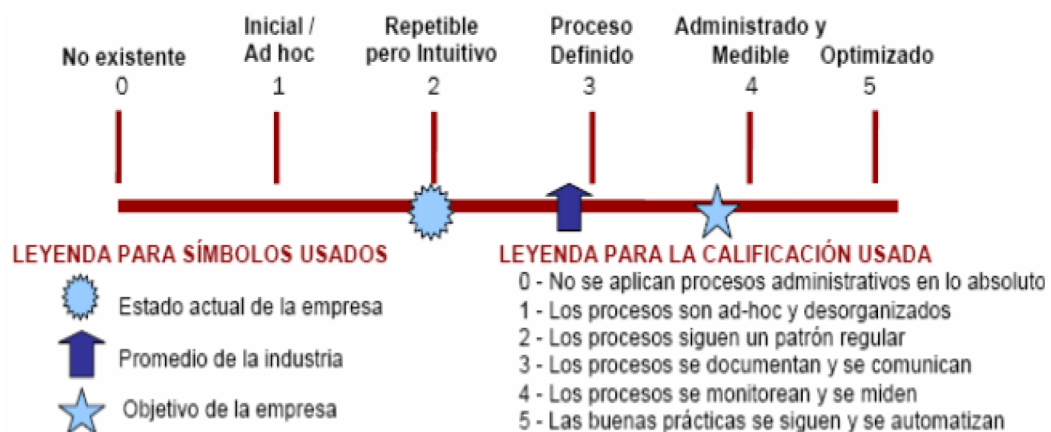 No existente
0
Inicial /
Ad hoc
1
Repetible
pero Intuitivo
2
Proceso
Definido
3
Administrado y
Medible
4
Optimizado
5
LEYENDA PARA SÍMBOLOS USADOS
Estado actual de la empresa
Promedio de la industria
Objetivo de la empresa
LEYENDA PARA LA CALIFICACIÓN USADA
0 - No se aplican procesos administrativos en lo absoluto
1 - Los procesos son ad-hoc y desorganizados
2 - Los procesos siguen un patrón regular
3 - Los procesos se documentan y se comunican
4 - Los procesos se monitorean y se miden
5 - Las buenas prácticas se siguen y se automatizan